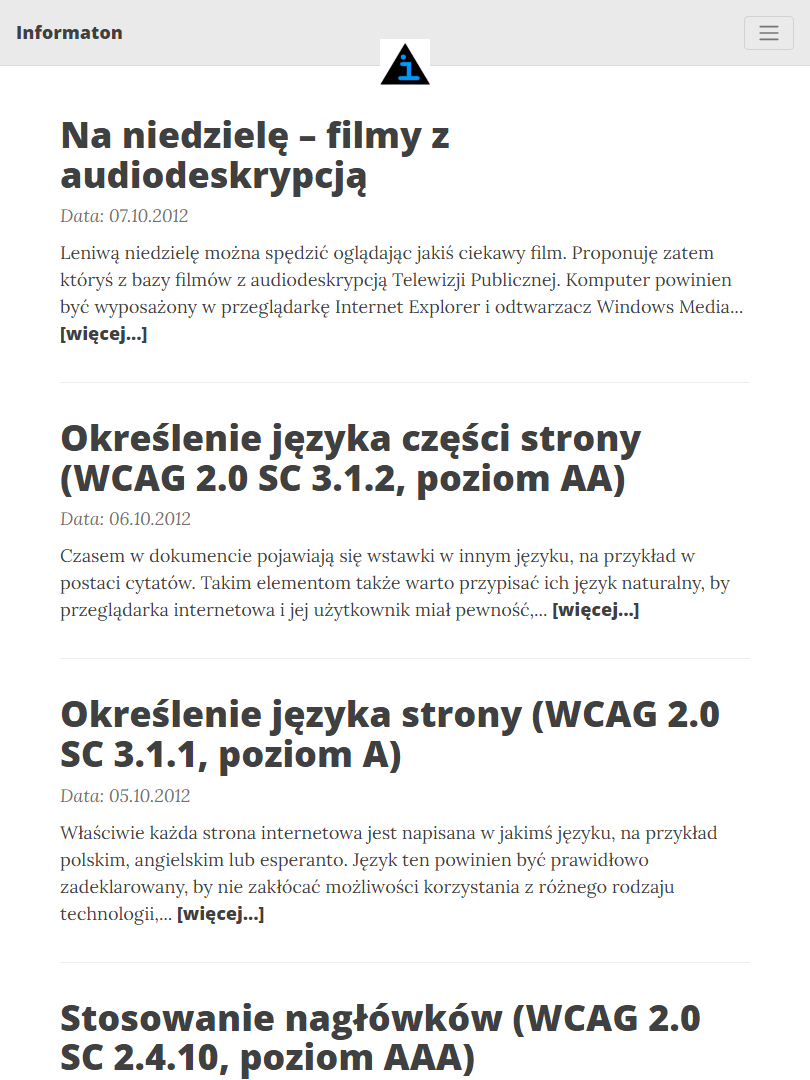 Informaton
i
Na niedzielę – filmy z
audiodeskrypcją
Data: 07.10.2012
Leniwą niedzielę można spędzić oglądając jakiś ciekawy film. Proponuję zatem
któryś z bazy filmów z audiodeskrypcją Telewizji Publicznej. Komputer powinien
być wyposażony w przeglądarkę Internet Explorer i odtwarzacz Windows Media...
[więcej...]
Określenie języka części strony
(WCAG 2.0 SC 3.1.2, poziom AA)
Data: 06.10.2012
Czasem w dokumencie pojawiają się wstawki w innym języku, na przykład w
postaci cytatów. Takim elementom także warto przypisać ich język naturalny, by
przeglądarka internetowa i jej użytkownik miał pewność,... [więcej...]
Określenie języka strony (WCAG 2.0
SC 3.1.1, poziom A)
Data: 05.10.2012
Właściwie każda strona internetowa jest napisana w jakimś języku, na przykład
polskim, angielskim lub esperanto. Język ten powinien być prawidłowo
zadeklarowany, by nie zakłócać możliwości korzystania z różnego rodzaju
technologii,... [więcej...]
Stosowanie nagłówków (WCAG 2.0
SC 2.4.10, poziom AAA)